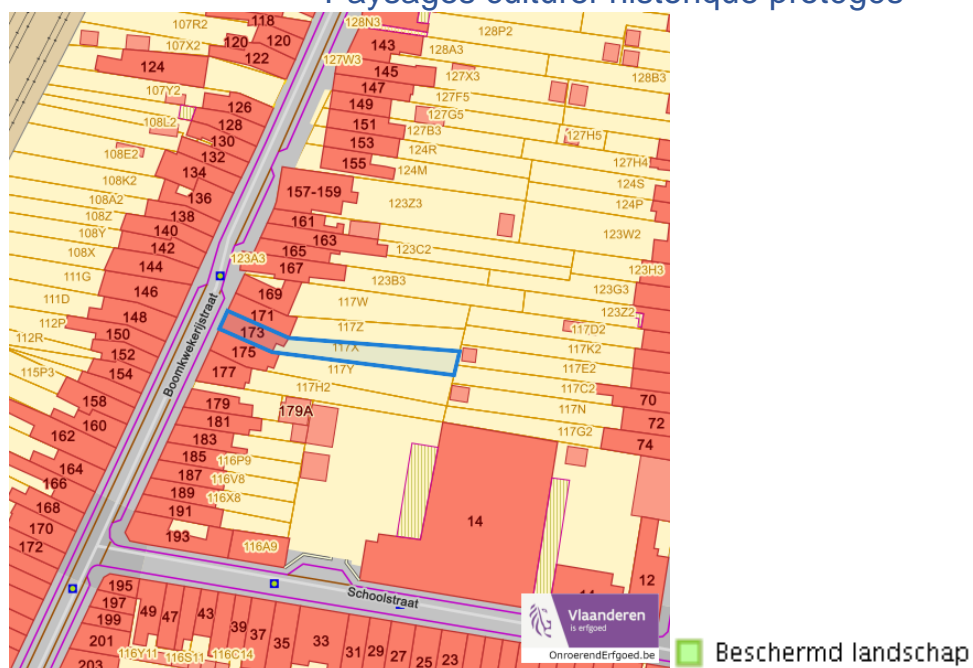 Paysages culturel-historique protégés
107R2 118 128N3
107X2 120 120 143 128P2
122 127W3 128A3
124 145 127X3 128B3
107Y2 147 127F5
126 149 127G5
108L2 128 151 127B3 127H5
130 153 124R
108E2 132 155 127H4
134 124M 124S
108K2 136 157-159 124P
108A2 123Z3
108Z 138 161
108Y 140 163 123W2
108X 142 165 123C2
144 123A3 167 123H3
111G 123B3
146 169 123G3
111D 117W 123Z2
112P 148 171 117Z 117D2
112R 150 173 117X 117K2
152 175 117Y 117E2
115P3 154 177 117H2 117C2
158 179 179A 117N 70
160 181 72
162 183 117G2 74
164 185 116P9
166 187 116V8
168 189 116X8
170 191 14
172 193 116A9
Boomkwekerijstraat
12
Schoolstraat
195
197 49 47 43
199 39 37 35 33 31 29 27 25 23
201 116Y11 116S11 116C14
203
Vlaanderen
is erfgoed
OnroerendErfgoed.be
Beschermd landschap